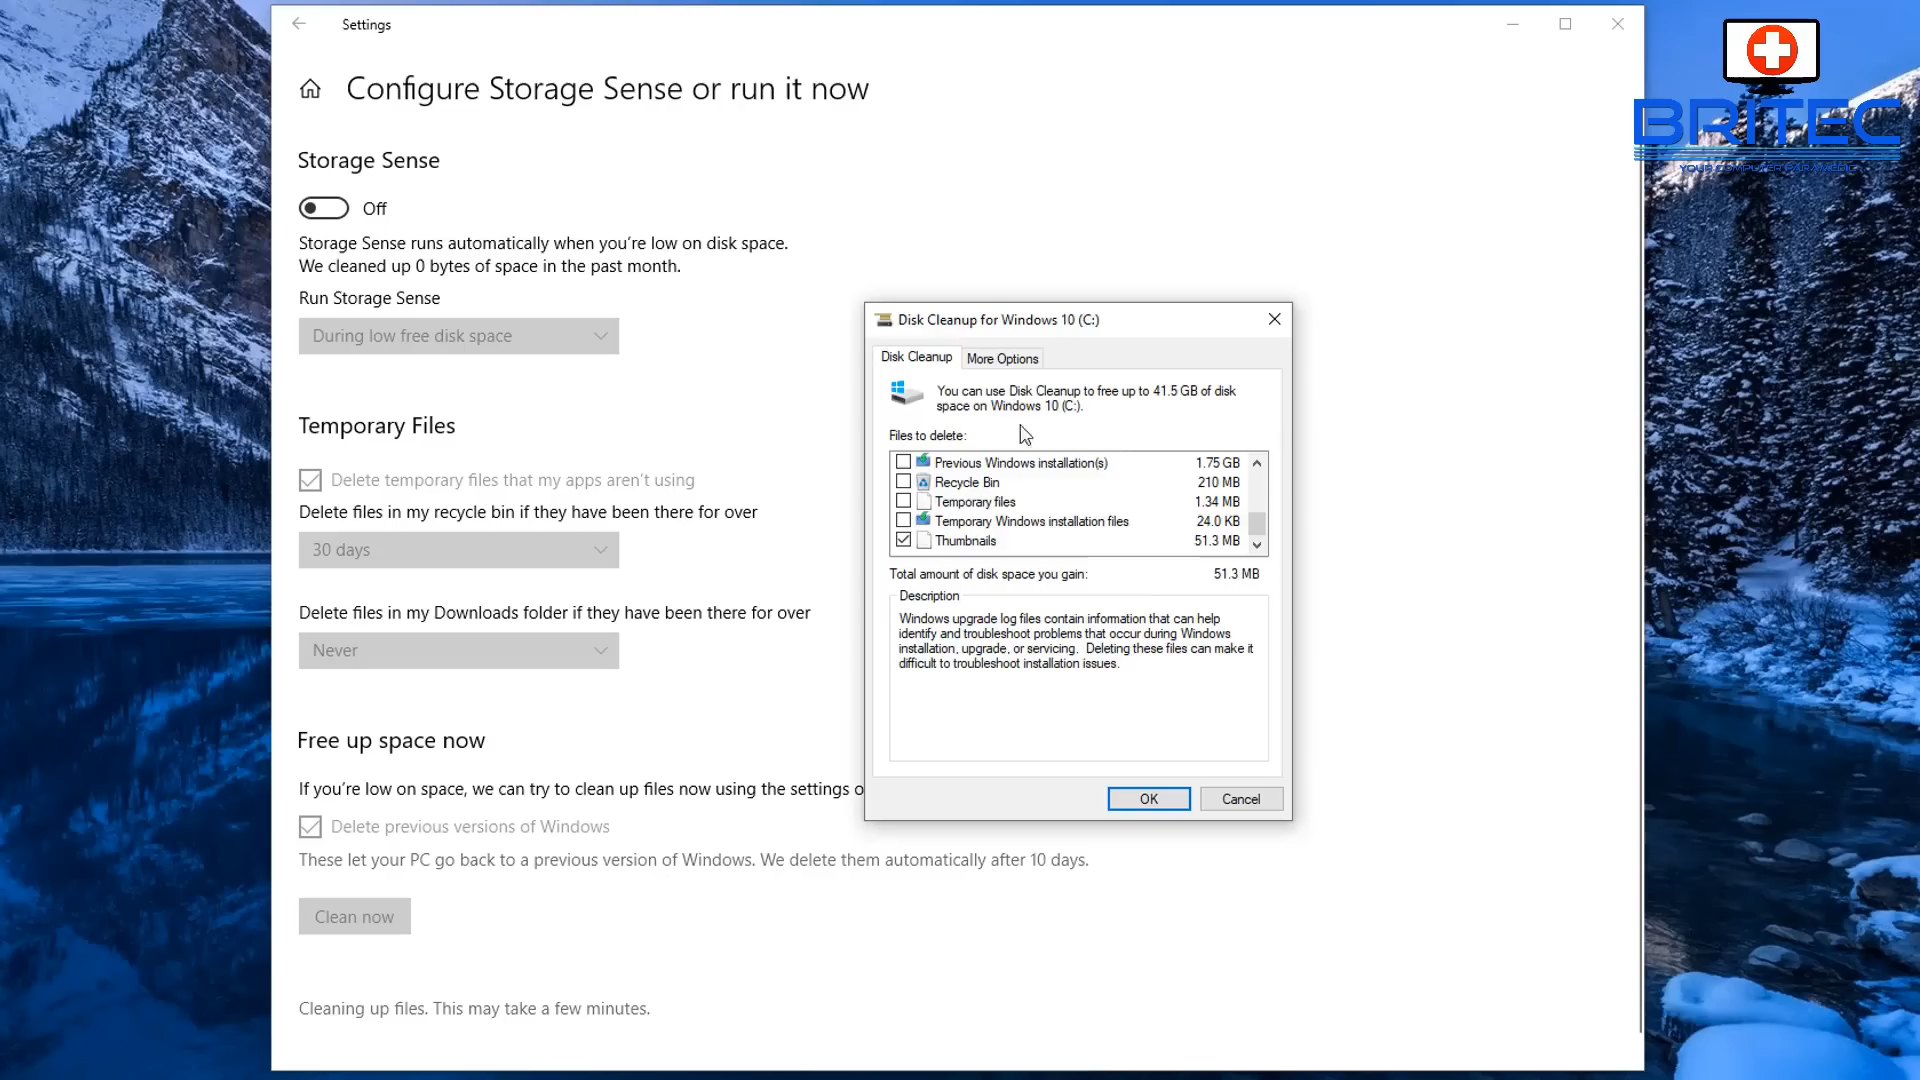 Settings
Configure Storage Sense or run it now
Storage Sense
Off
Storage Sense runs automatically when you're low on disk space.
We cleaned up 0 bytes of space in the past month.
Run Storage Sense
During low free disk space
Temporary Files
Delete temporary files that my apps aren't using
Delete files in my recycle bin if they have been there for over
30 days
Delete files in my Downloads folder if they have been there for over
Never
Free up space now
If you're low on space, we can try to clean up files now using the settings o
Delete previous versions of Windows
These let your PC go back to a previous version of Windows. We delete them automatically after 10 days.
Clean now
Cleaning up files. This may take a few minutes.
Disk Cleanup for Windows 10 (C:)
Disk Cleanup More Options
You can use Disk Cleanup to free up to 41.5 GB of disk
space on Windows 10 (C:).
Files to delete:
Previous Windows installation(s) 1.75 GB
Recycle Bin 210 MB
Temporary files 1.34 MB
Temporary Windows installation files 24.0 KB
Thumbnails 51.3 MB
Total amount of disk space you gain: 51.3 MB
Description
Windows upgrade log files contain information that can help
identify and troubleshoot problems that occur during Windows
installation, upgrade, or servicing. Deleting these files can make it
difficult to troubleshoot installation issues.
OK Cancel
BRITEC
YOUR COMPUTER PARAMEDIC